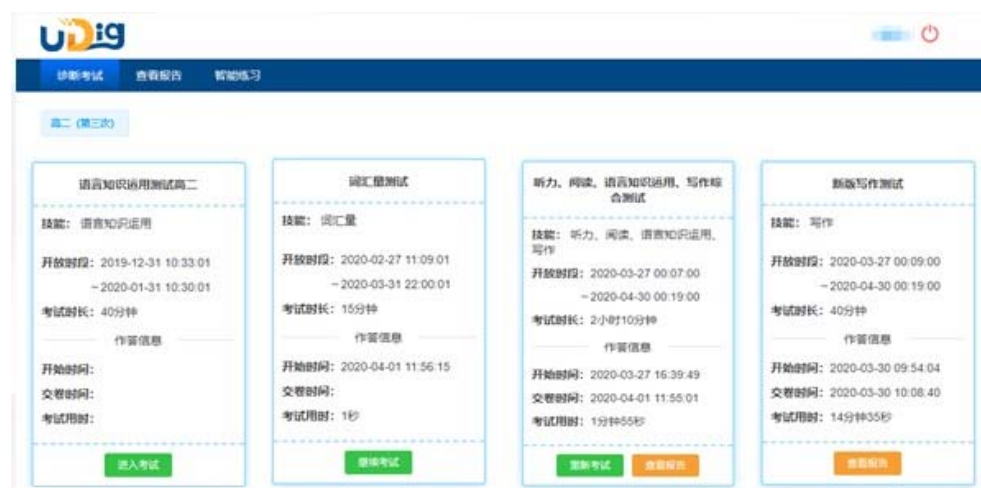 UDig
诊断考试 查看报告 智能练习
高二 (第三次)
语言知识运用测试高二
技能： 语言知识运用
开放时段：2019-12-31 10:33:01
~2020-01-31 10:30:01
考试时长：40分钟
作答信息
开始时间：
交卷时间：
考试用时：
进入考试
词汇量测试
技能： 词汇量
开放时段：2020-02-27 11:09:01
~2020-03-31 22:00:01
考试时长：15分钟
作答信息
开始时间：2020-04-01 11:56:15
交卷时间：
考试用时：1秒
继续考试
听力、阅读、语言知识运用、写作综
合测试
技能： 听力、阅读、语言知识运用、
写作
开放时段：2020-03-27 00:07:00
~2020-04-30 00:19:00
考试时长：2小时10分钟
作答信息
开始时间：2020-03-27 16:39:49
交卷时间：2020-04-01 11:55:01
考试用时：1分钟55秒
重新考试 查看报告
新版写作测试
技能： 写作
开放时段：2020-03-27 00:09:00
~2020-04-30 00:19:00
考试时长：40分钟
作答信息
开始时间：2020-03-30 09:54:04
交卷时间：2020-03-30 10:08:40
考试用时：14分钟35秒
查看报告